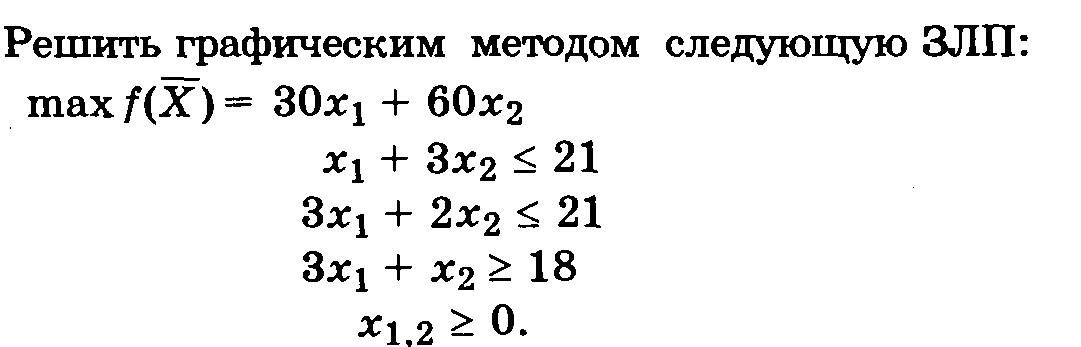 Решить графическим методом следующую ЗЛП:
max f(X̅) = 30x₁ + 60x₂
x₁ + 3x₂ ≤ 21
3x₁ + 2x₂ ≤ 21
3x₁ + x₂ ≥ 18
x₁,₂ ≥ 0.